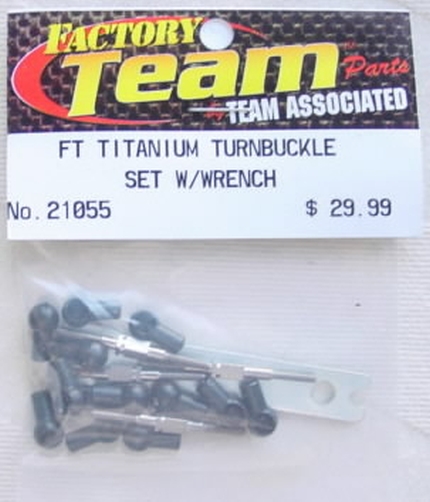 FACTORY
Team Parts
by TEAM ASSOCIATED
FT TITANIUM TURNBUCKLE
SET W/WRENCH
No. 21055 $ 29.99